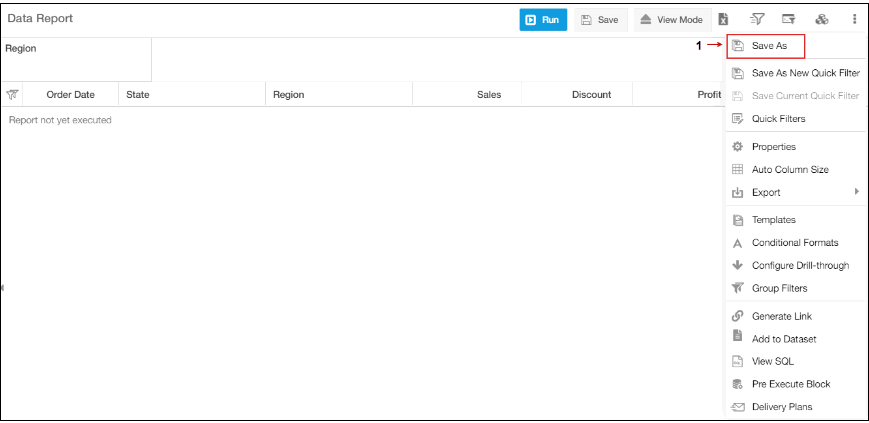 Data Report
Run
Save
View Mode
Region
1
Save As
Save As New Quick Filter
Save Current Quick Filter
Quick Filters
Properties
Auto Column Size
Export
Templates
Conditional Formats
Configure Drill-through
Group Filters
Generate Link
Add to Dataset
View SQL
Pre Execute Block
Delivery Plans
Order Date
State
Region
Sales
Discount
Profit
Report not yet executed